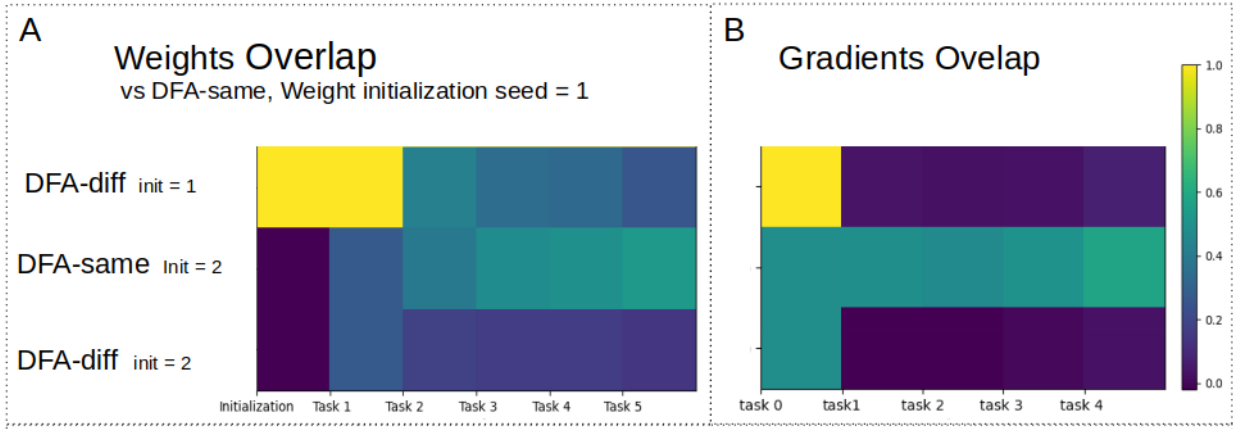 A
Weights Overlap
vs DFA-same, Weight initialization seed = 1
DFA-diff init = 1
DFA-same Init = 2
DFA-diff init = 2
Initialization Task 1 Task 2 Task 3 Task 4 Task 5
B
Gradients Ovelap
task 0 task1 task 2 task 3 task 4
1.0
0.8
0.6
0.4
0.2
0.0